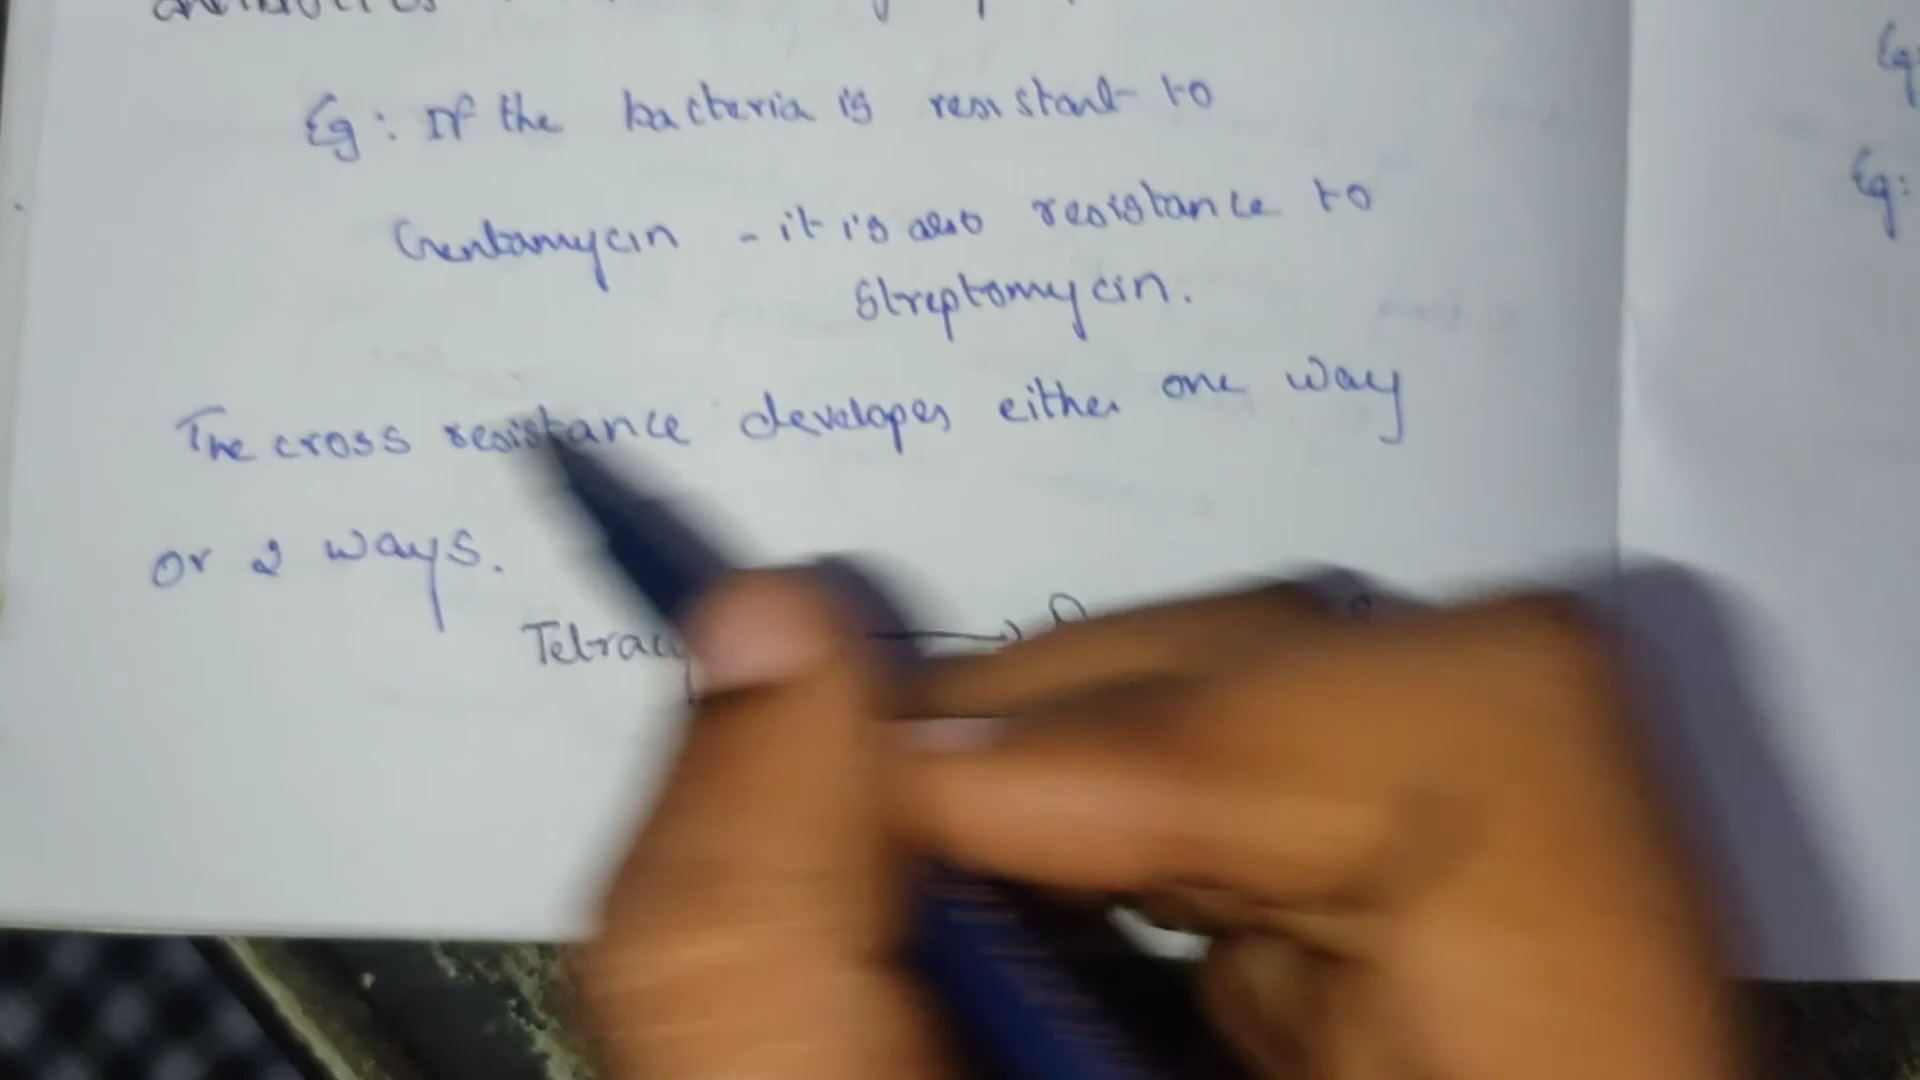 Eg: If the bacteria is resistant to
Gentamycin - it is also resistance to
Streptomycin.
The cross resistance developes either one way
or 2 ways.
Eg: